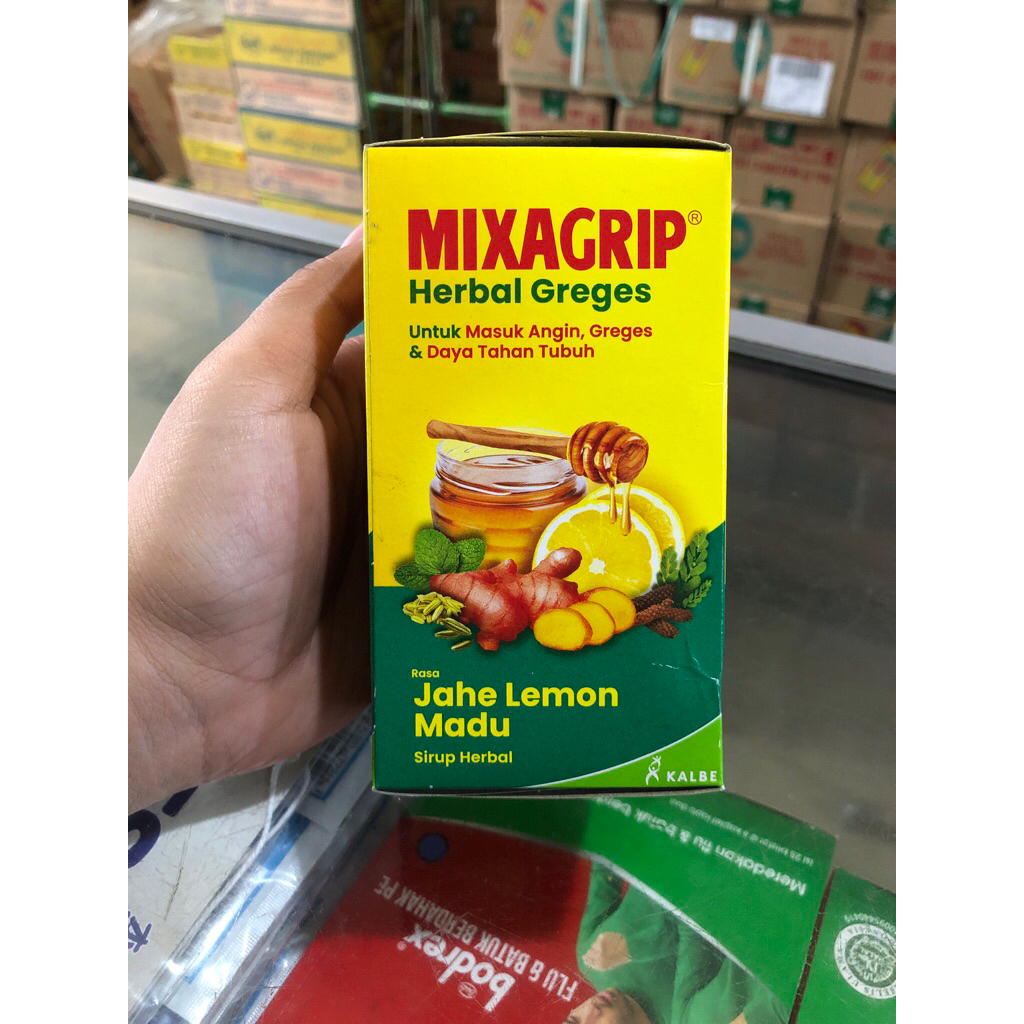 MIXAGRIP®
Herbal Greges
Untuk Masuk Angin, Greges
& Daya Tahan Tubuh
Rasa
Jahe Lemon
Madu
Sirup Herbal
KALBE
Meredakan flu & batuk
bodrex
FLU & BATUK BERDAHAK PE